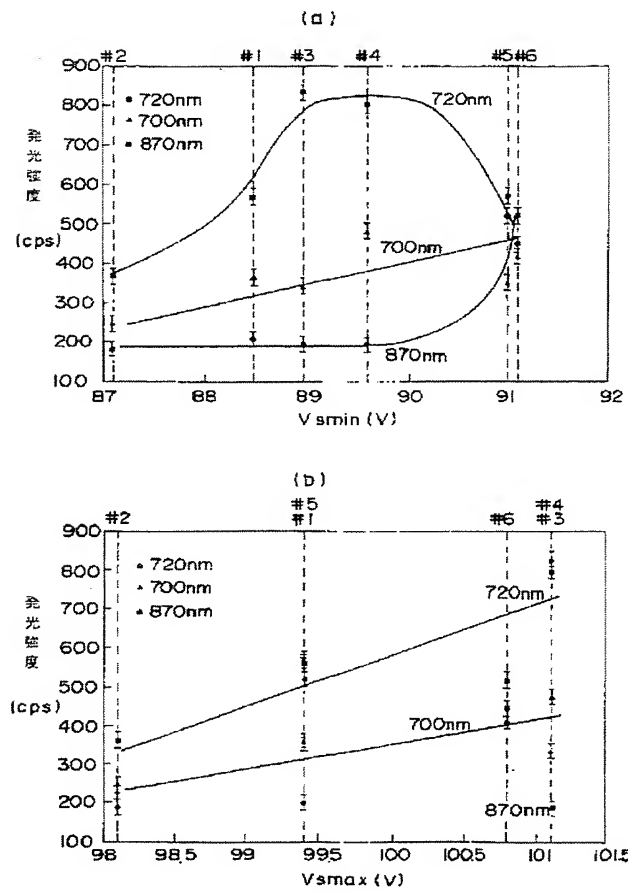 (a)
#2 #1 #3 #4 #5 #6
900
800
700
600
500
400
300
200
100
発光強度
(cps)
720nm
700nm
870nm
720nm
700nm
870nm
87 88 89 90 91 92
Vsmin (V)
(b)
#2 #5 #1 #6 #4 #3
900
800
700
600
500
400
300
200
100
発光強度
(cps)
720nm
700nm
870nm
720nm
700nm
870nm
98 98.5 99 99.5 100 100.5 101 101.5
Vsmax (V)